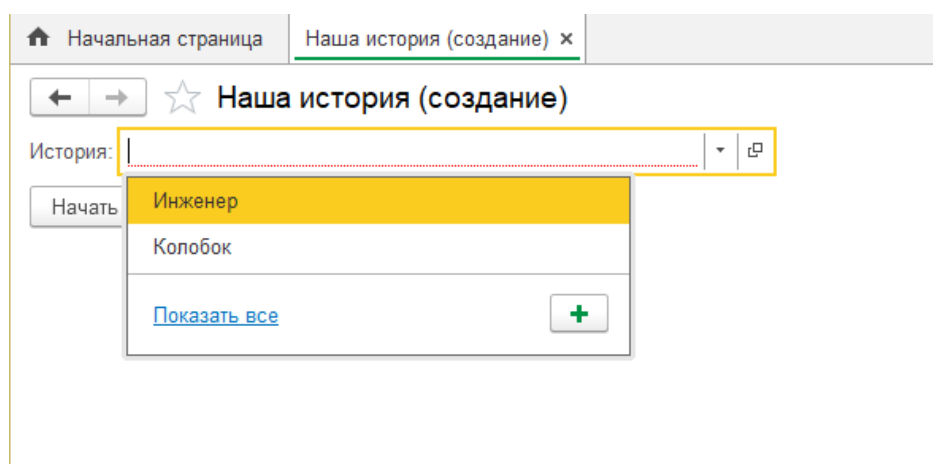 Начальная страница
Наша история (создание) ×
Наша история (создание)
История:
Начать
Инженер
Колобок
Показать все